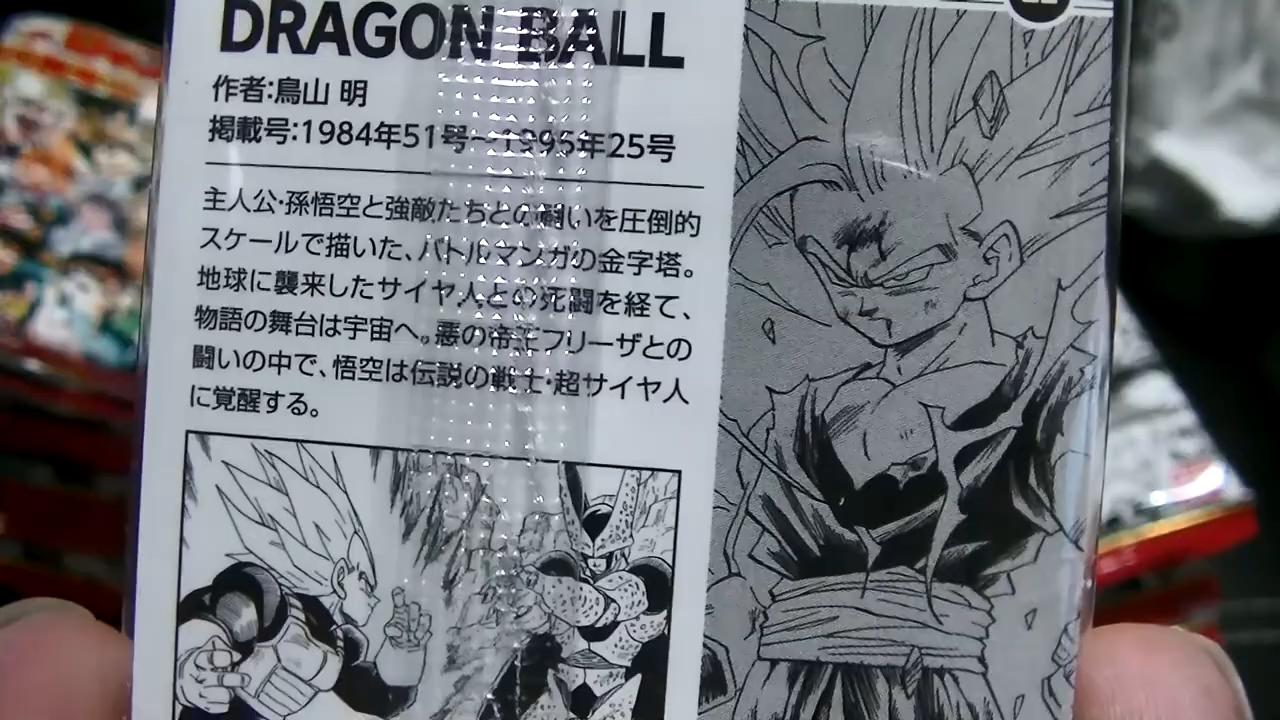 DRAGON BALL
作者:鳥山 明
掲載号:1984年51号~1995年25号
主人公・孫悟空と強敵たちとの闘いを圧倒的
スケールで描いた、バトルマンガの金字塔。
地球に襲来したサイヤ人との死闘を経て、
物語の舞台は宇宙へ。悪の帝王フリーザとの
闘いの中で、悟空は伝説の戦士・超サイヤ人
に覚醒する。